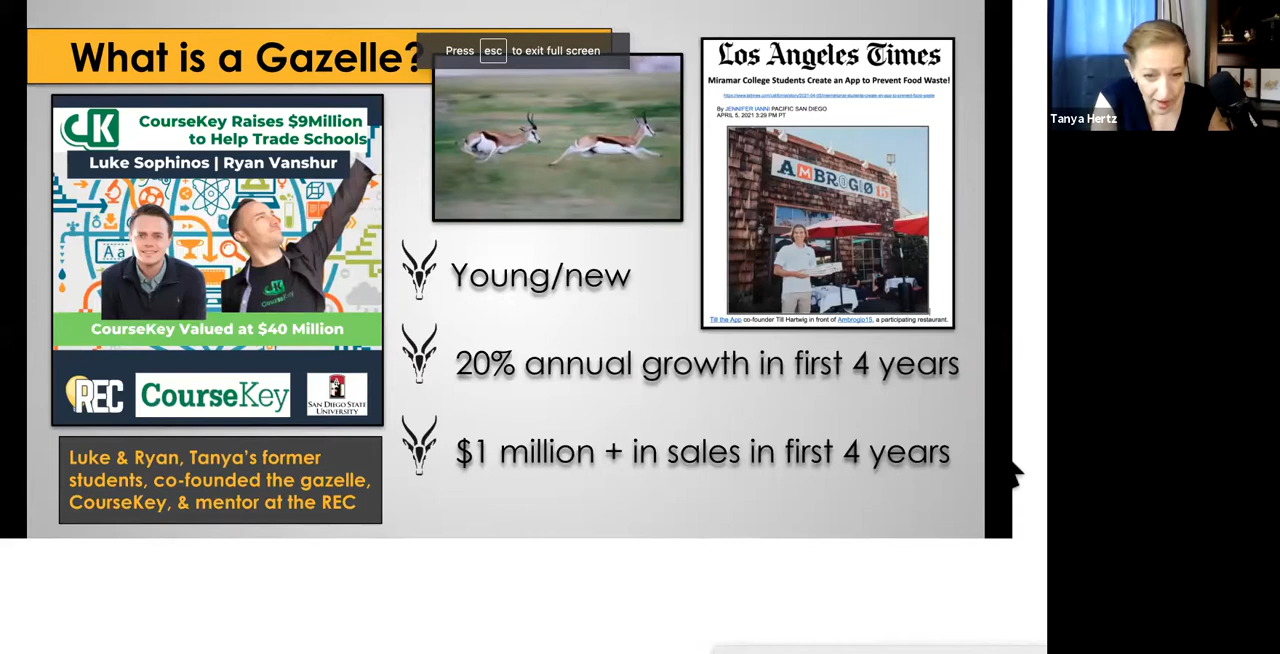 What is a Gazelle?
Press esc to exit full screen
CK
CourseKey Raises $9Million
to Help Trade Schools
Luke Sophinos | Ryan Vanshur
Aa
CourseKey
CourseKey Valued at $40 Million
REC
CourseKey
SAN DIEGO STATE
UNIVERSITY
Luke & Ryan, Tanya's former
students, co-founded the gazelle,
CourseKey, & mentor at the REC
Young/new
20% annual growth in first 4 years
$1 million + in sales in first 4 years
Los Angeles Times
Miramar College Students Create an App to Prevent Food Waste!
By JENNIFER IANNI PACIFIC SAN DIEGO
APRIL 5, 2021 3:29 PM PT
AMBROGIO 15
Till the App co-founder Till Hartwig in front of Ambrogio15, a participating restaurant.
Tanya Hertz